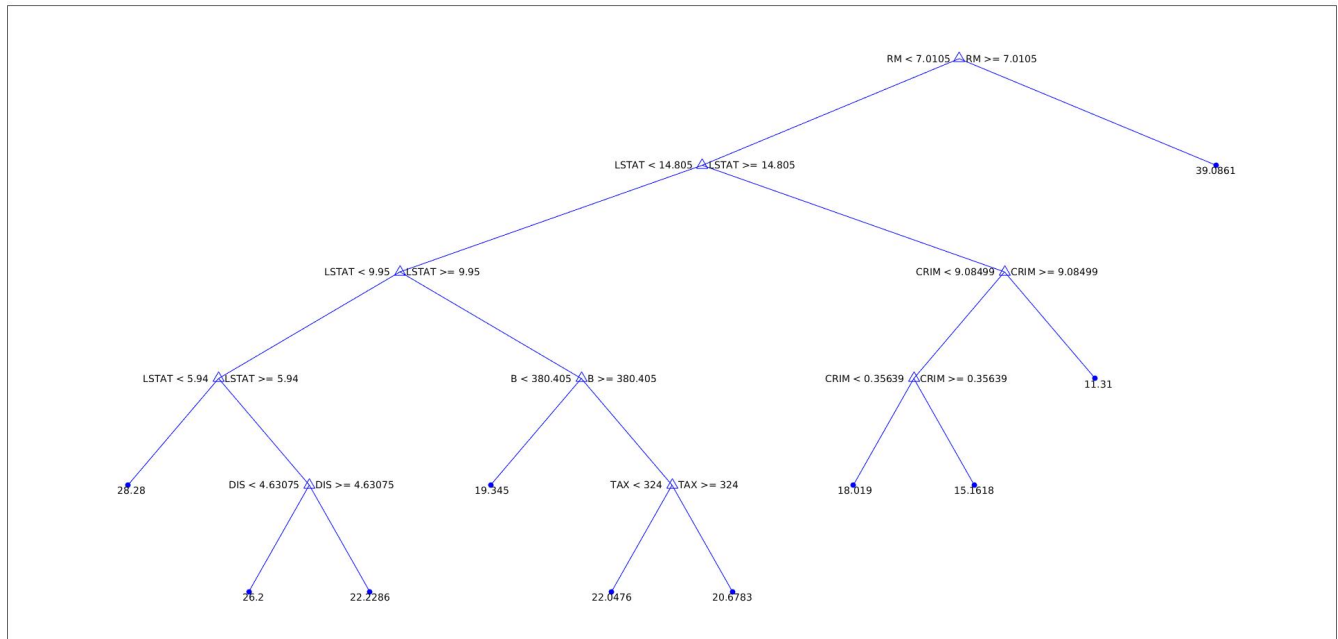 RM < 7.0105 RM >= 7.0105
LSTAT < 14.805 LSTAT >= 14.805
39.0861
LSTAT < 9.95 LSTAT >= 9.95
CRIM < 9.08499 CRIM >= 9.08499
LSTAT < 5.94 LSTAT >= 5.94
B < 380.405 B >= 380.405
CRIM < 0.35639 CRIM >= 0.35639
11.31
28.28
DIS < 4.63075 DIS >= 4.63075
19.345
TAX < 324 TAX >= 324
18.019
15.1618
26.2
22.2286
22.0476
20.6783